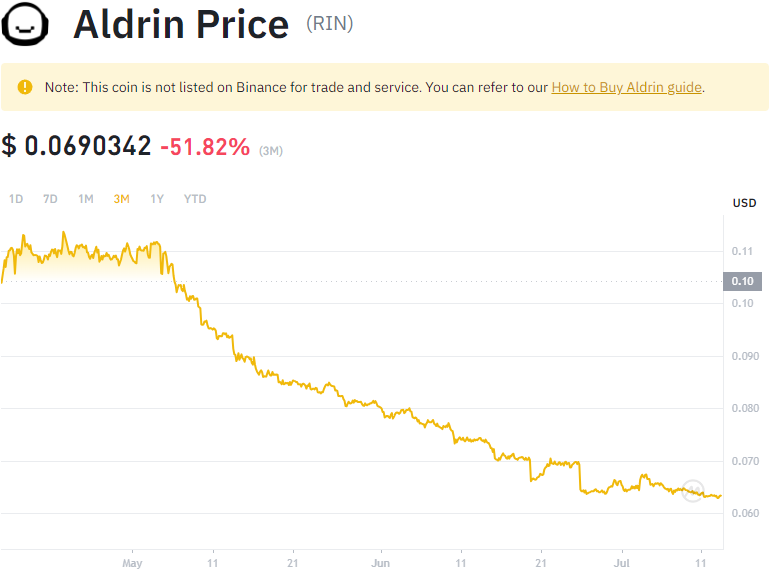 Aldrin Price (RIN)
Note: This coin is not listed on Binance for trade and service. You can refer to our How to Buy Aldrin guide.
$ 0.0690342 -51.82% (3M)
1D 7D 1M 3M 1Y YTD
USD
0.11
0.10
0.10
0.090
0.080
0.070
0.060
May 11 21 Jun 11 21 Jul 11